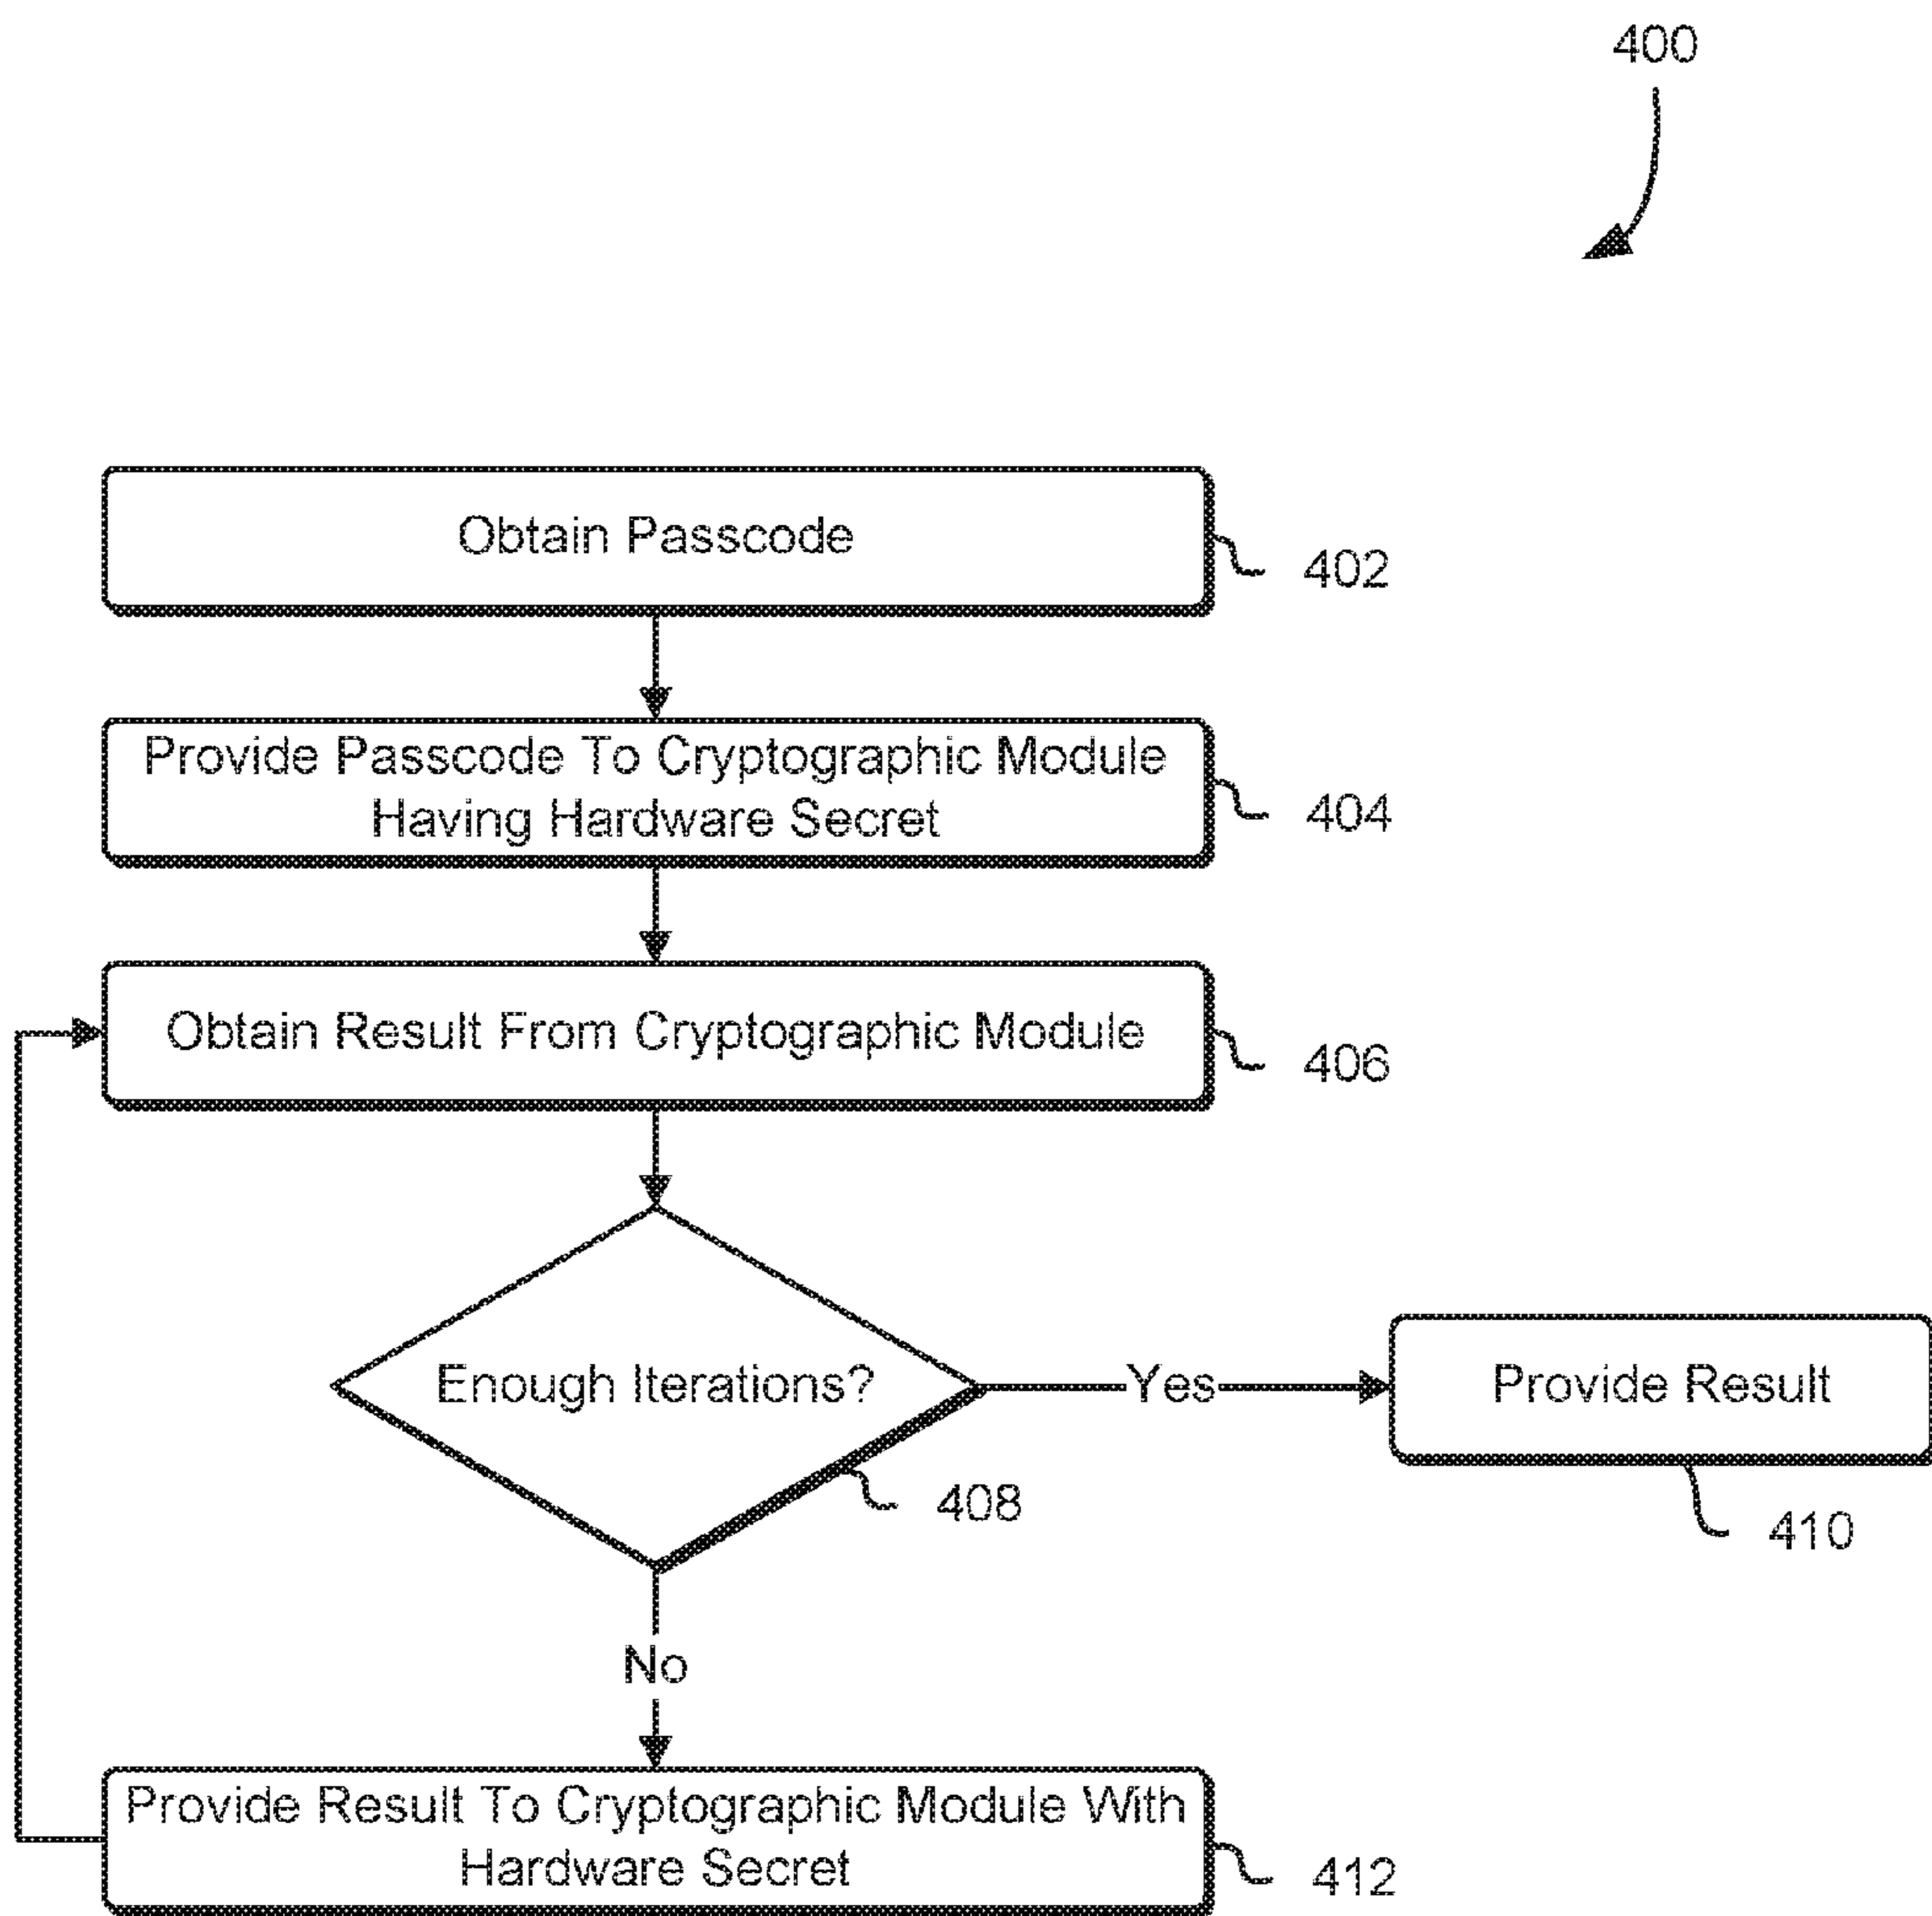 400
Obtain Passcode
402
Provide Passcode To Cryptographic Module
Having Hardware Secret
404
Obtain Result From Cryptographic Module
406
Enough Iterations?
408
Yes
Provide Result
410
No
Provide Result To Cryptographic Module With
Hardware Secret
412